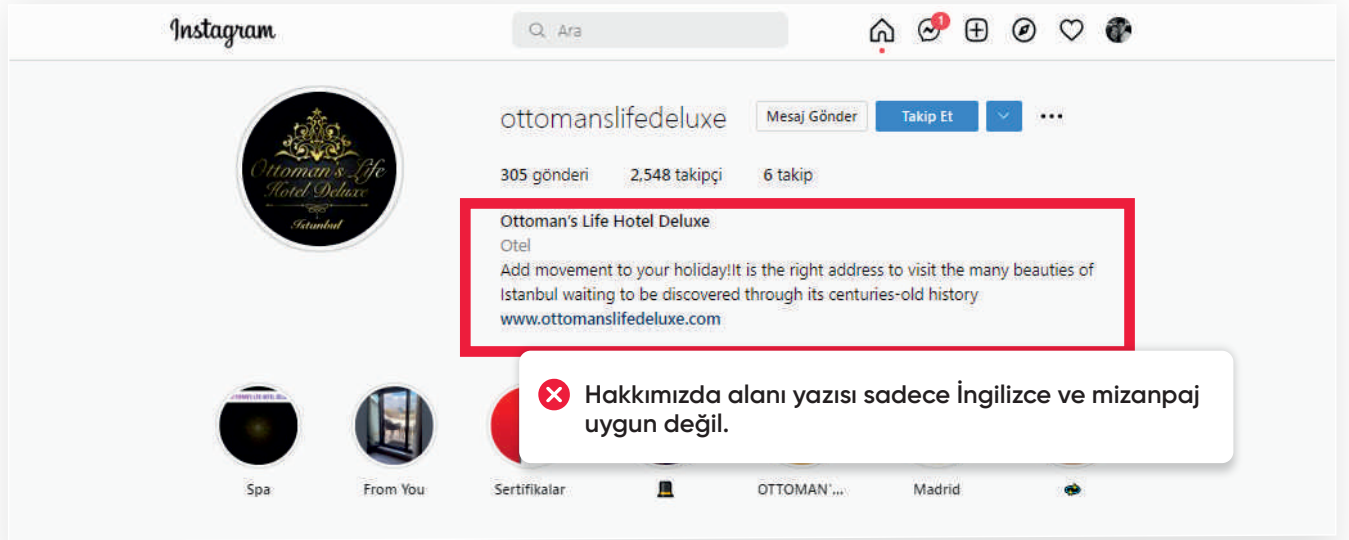 Instagram
Ara
1
ottomanslifedeluxe Mesaj Gönder Takip Et
305 gönderi 2,548 takipçi 6 takip
Ottoman's Life
Hotel Deluxe
Istanbul
Ottoman's Life Hotel Deluxe
Otel
Add movement to your holiday!It is the right address to visit the many beauties of
Istanbul waiting to be discovered through its centuries-old history
www.ottomanslifedeluxe.com
Hakkımızda alanı yazısı sadece İngilizce ve mizanpaj
uygun değil.
Spa From You Sertifikalar OTTOMAN'... Madrid